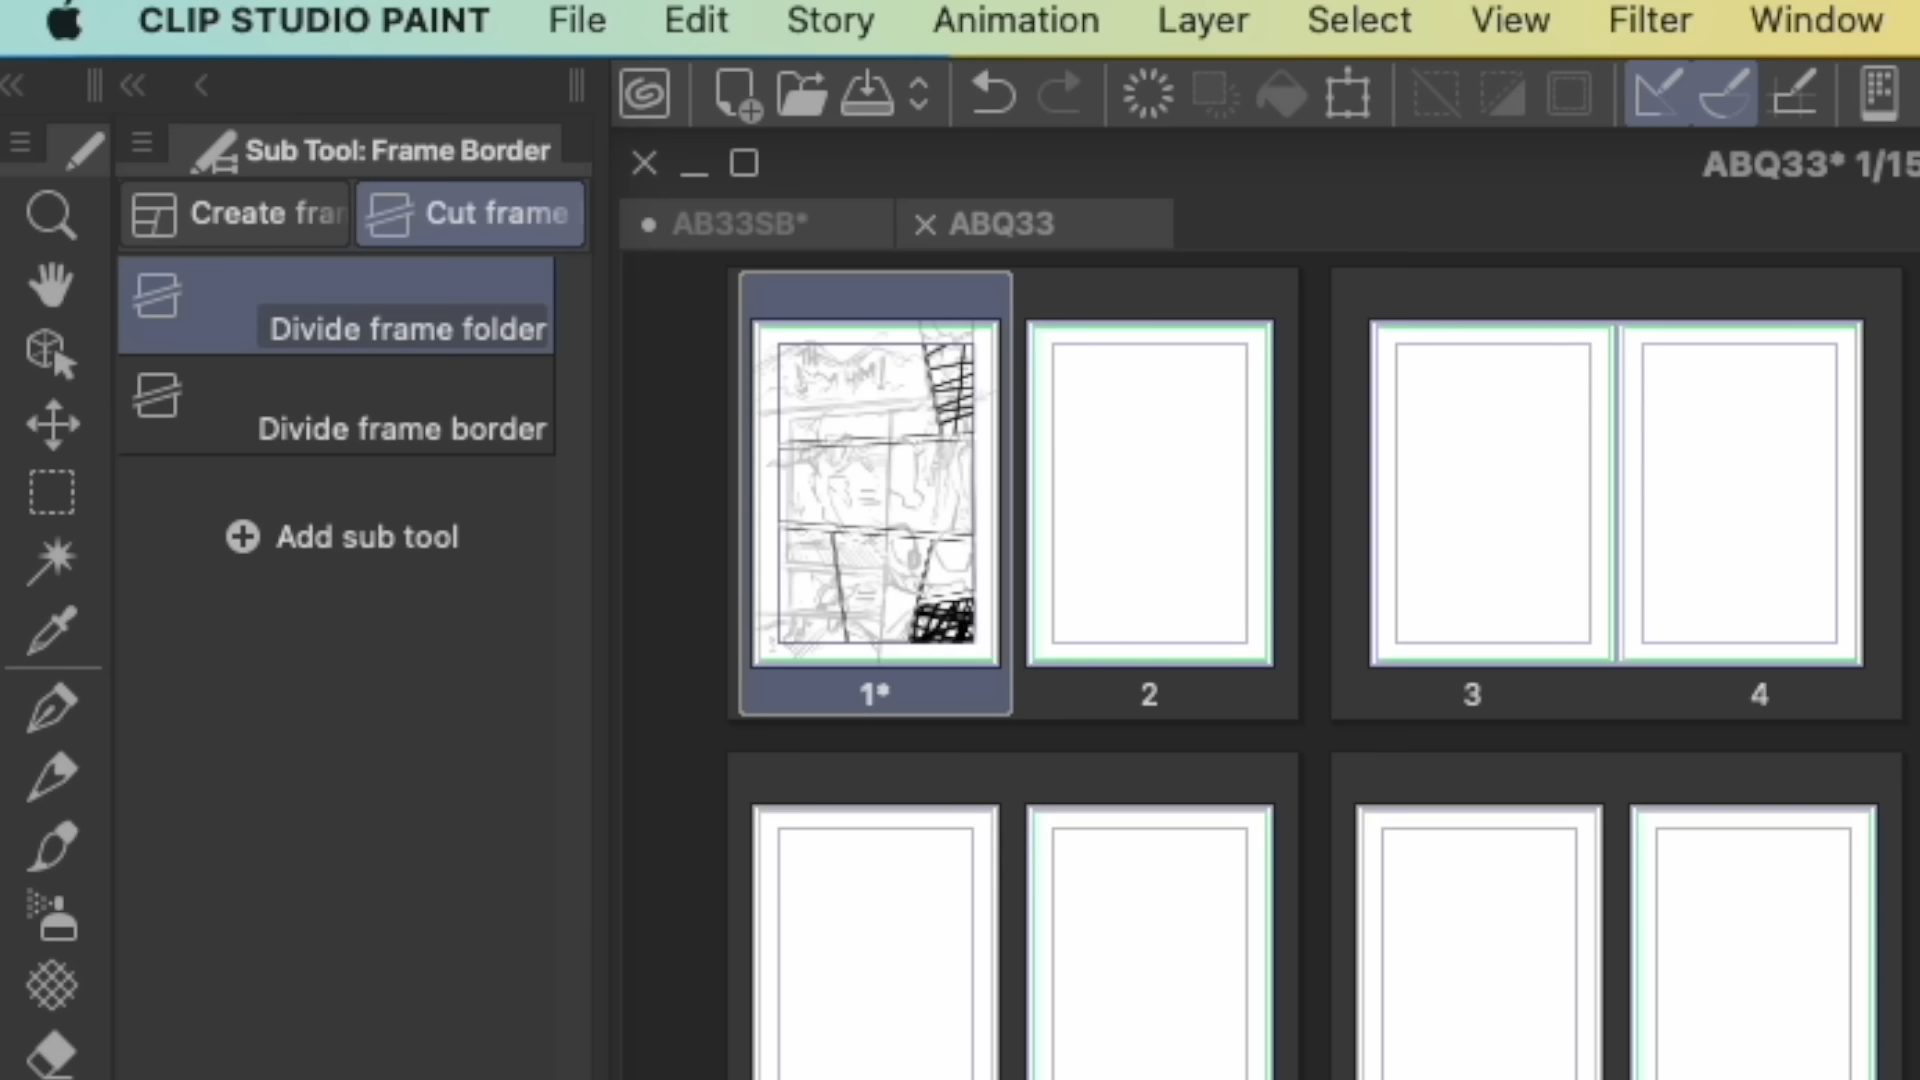 CLIP STUDIO PAINT File Edit Story Animation Layer Select View Filter Window
Sub Tool: Frame Border
Create fra
Cut frame
Divide frame folder
Divide frame border
Add sub tool
ABQ33* 1/15
AB33SB*
ABQ33
1*
2
3
4